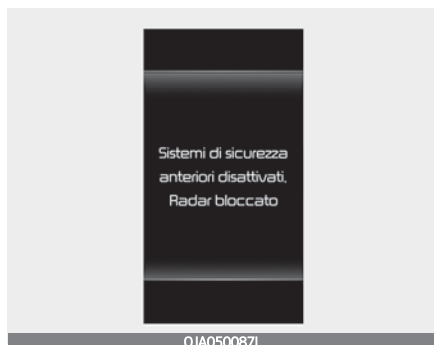 Sistemi di sicurezza
anteriori disattivati,
Radar bloccato
OJA050087L